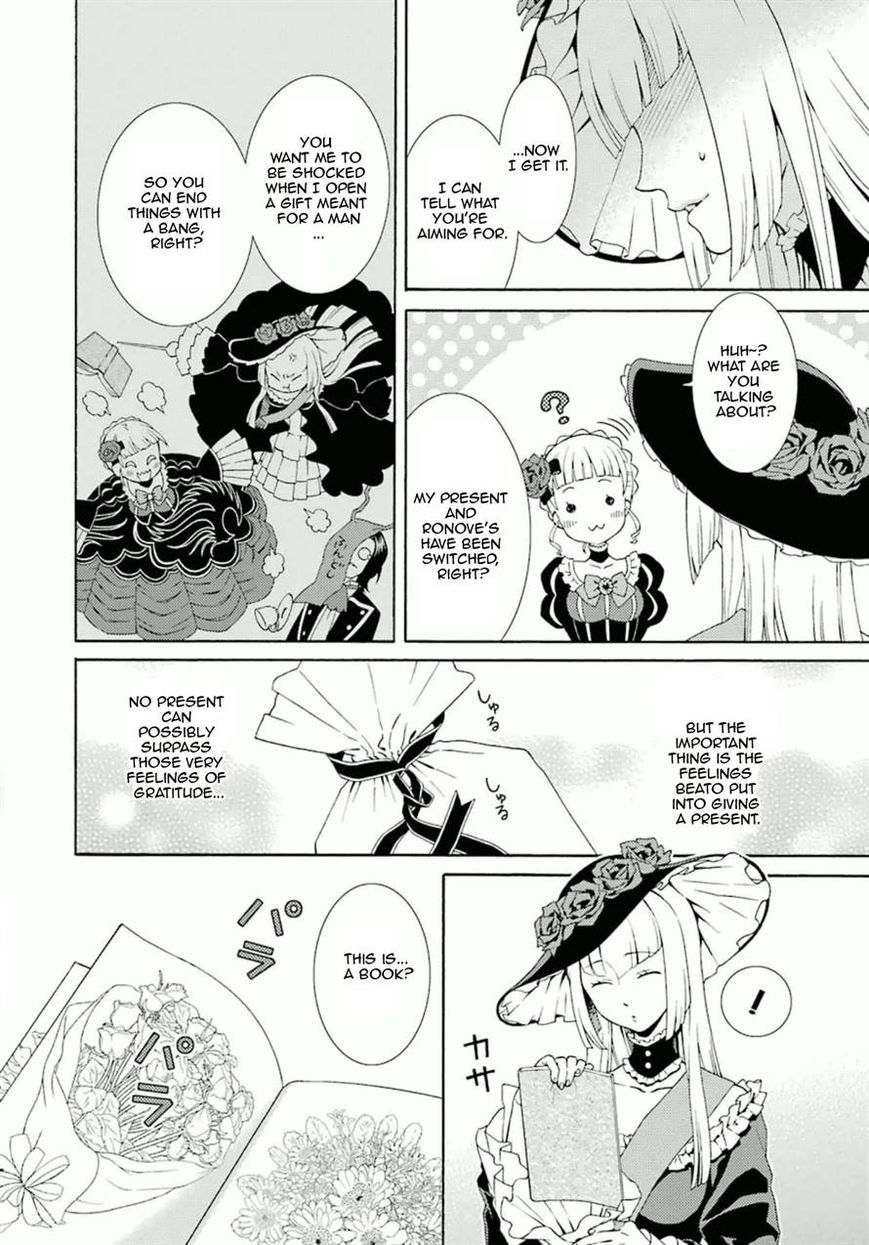 ...NOW
I GET IT.
I CAN
TELL WHAT
YOU'RE
AIMING FOR.
HUH~?
WHAT ARE
YOU
TALKING
ABOUT?
?
MY PRESENT
AND
RONOVE'S
HAVE BEEN
SWITCHED,
RIGHT?
YOU
WANT ME TO
BE SHOCKED
WHEN I OPEN
A GIFT MEANT
FOR A MAN
...
SO YOU
CAN END
THINGS WITH
A BANG,
RIGHT?
ふんどし
BUT THE
IMPORTANT
THING IS THE
FEELINGS
BEATO PUT
INTO GIVING
A PRESENT.
しゅる
しゅる
NO PRESENT
CAN
POSSIBLY
SURPASS
THOSE VERY
FEELINGS OF
GRATITUDE...
!
カサ
THIS IS...
A BOOK?
パラ
パラ